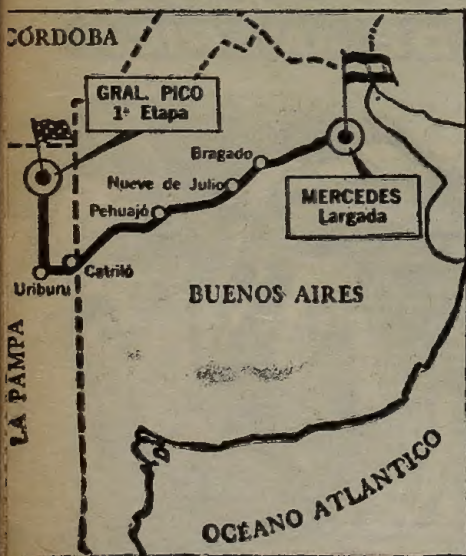 CÓRDOBA
GRAL. PICO
1ª Etapa
Bragado
Nueve de Julio
Pehuajó
MERCEDES
Largada
Catriló
Uriburu
BUENOS AIRES
LA PAMPA
OCÉANO ATLANTICO